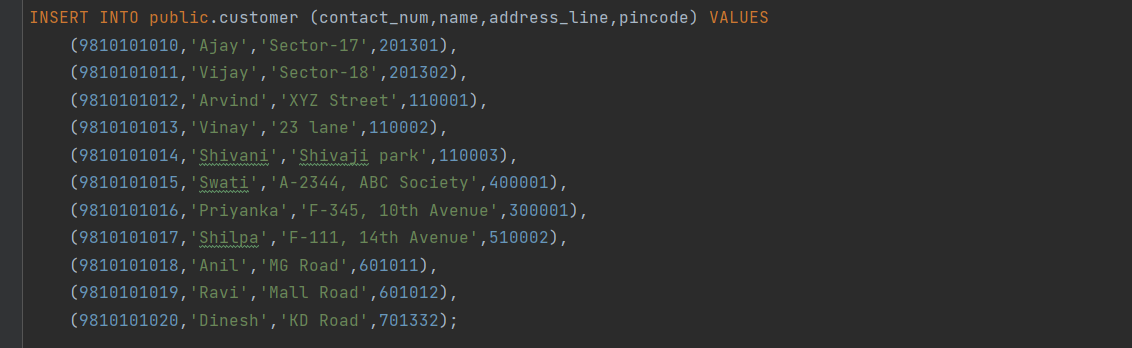 INSERT INTO public.customer (contact_num,name,address_line,pincode) VALUES
(9810101010,'Ajay','Sector-17',201301),
(9810101011,'Vijay','Sector-18',201302),
(9810101012,'Arvind','XYZ Street',110001),
(9810101013,'Vinay','23 lane',110002),
(9810101014,'Shivani','Shivaji park',110003),
(9810101015,'Swati','A-2344, ABC Society',400001),
(9810101016,'Priyanka','F-345, 10th Avenue',300001),
(9810101017,'Shilpa','F-111, 14th Avenue',510002),
(9810101018,'Anil','MG Road',601011),
(9810101019,'Ravi','Mall Road',601012),
(9810101020,'Dinesh','KD Road',701332);